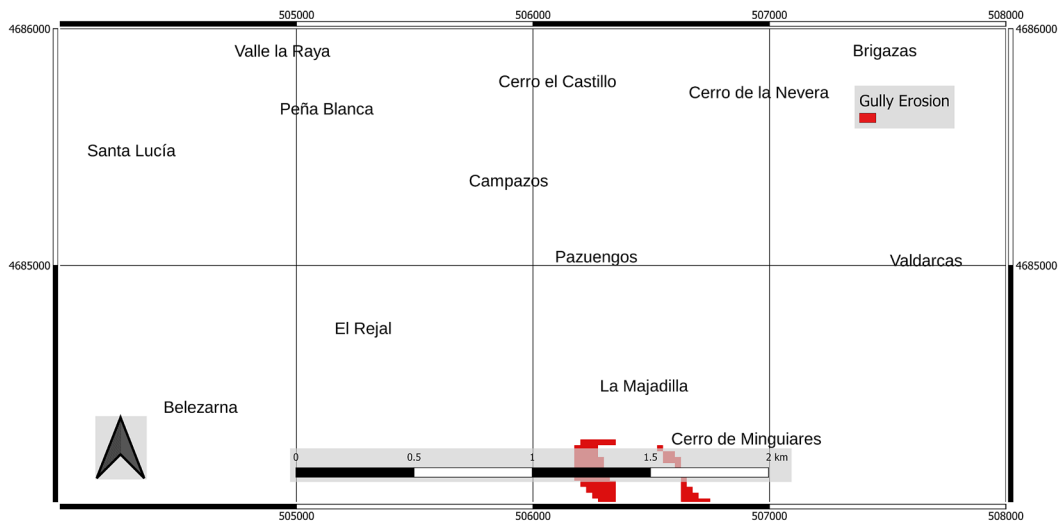 505000 506000 507000 508000
4686000 4686000
Valle la Raya Brigazas
Cerro el Castillo
Cerro de la Nevera
Gully Erosion
Peña Blanca
Santa Lucía
Campazos
Pazuengos
Valdarcas
4685000 4685000
El Rejal
La Majadilla
Belezarna
Cerro de Minguiares
0 0.5 1 1.5 2 km
505000 506000 507000 508000